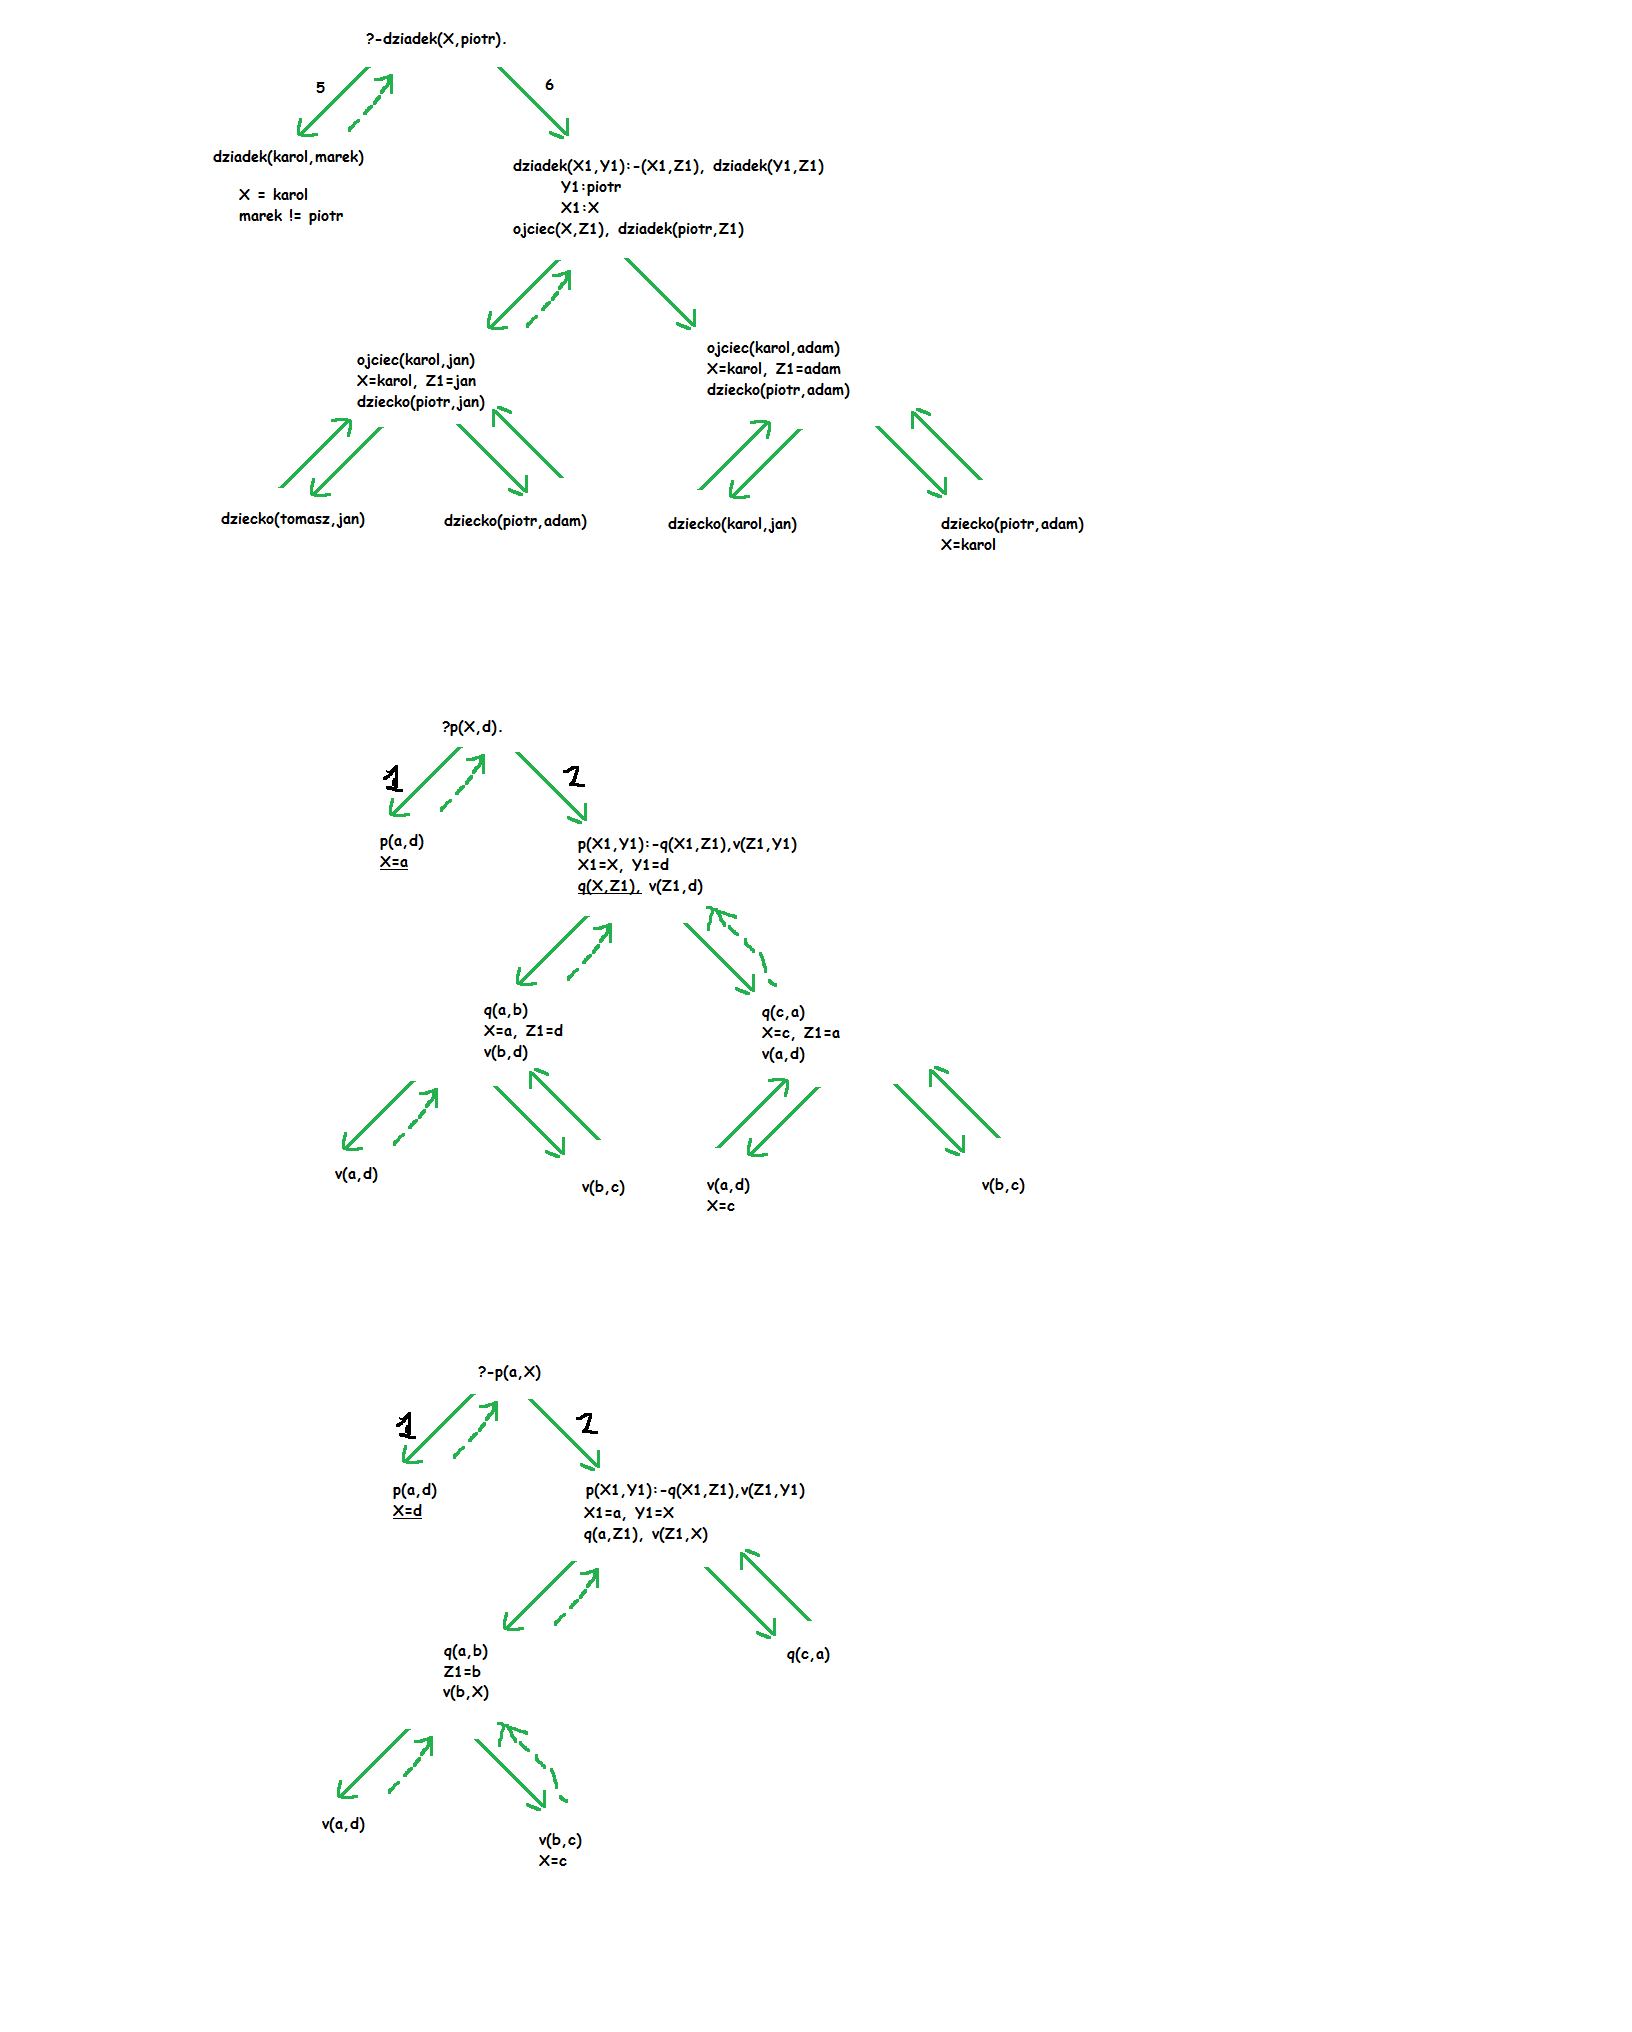 ?-dziadek(X,piotr).
5
6
dziadek(karol,marek)
X = karol
marek != piotr
dziadek(X1,Y1):-(X1,Z1), dziadek(Y1,Z1)
Y1:piotr
X1:X
ojciec(X,Z1), dziadek(piotr,Z1)
ojciec(karol,jan)
X=karol, Z1=jan
dziecko(piotr,jan)
ojciec(karol,adam)
X=karol, Z1=adam
dziecko(piotr,adam)
dziecko(tomasz,jan)
dziecko(piotr,adam)
dziecko(karol,jan)
dziecko(piotr,adam)
X=karol
?p(X,d).
1
2
p(a,d)
X=a
p(X1,Y1):-q(X1,Z1),v(Z1,Y1)
X1=X, Y1=d
q(X,Z1), v(Z1,d)
q(a,b)
X=a, Z1=d
v(b,d)
q(c,a)
X=c, Z1=a
v(a,d)
v(a,d)
v(b,c)
v(a,d)
X=c
v(b,c)
?-p(a,X)
1
2
p(a,d)
X=d
p(X1,Y1):-q(X1,Z1),v(Z1,Y1)
X1=a, Y1=X
q(a,Z1), v(Z1,X)
q(a,b)
Z1=b
v(b,X)
q(c,a)
v(a,d)
v(b,c)
X=c